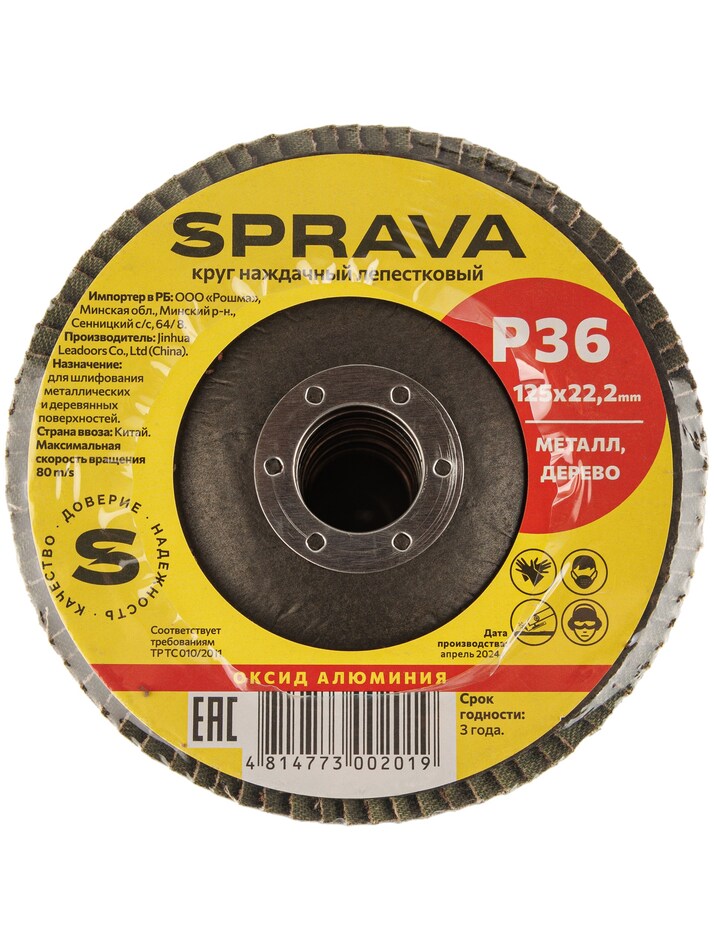 SPRAVA
круг наждачный лепестковый
Импортер в РБ: ООО «Рошма»,
Минская обл., Минский р-н.,
Сенницкий с/с, 64/8.
Производитель: Jinhua
Leadoors Co., Ltd (China).
Назначение:
для шлифования
металлических
и деревянных
поверхностей.
Страна ввоза: Китай.
Максимальная
скорость вращения
80 m/s
P36
125x22,2mm
МЕТАЛЛ,
ДЕРЕВО
КАЧЕСТВО · ДОВЕРИЕ · НАДЕЖНОСТЬ ·
S
Соответствует
требованиям
ТР ТС 010/2011
Дата
производства:
апрель 2024
ОКСИД АЛЮМИНИЯ
EAC
4 814773 002019
Срок
годности:
3 года.